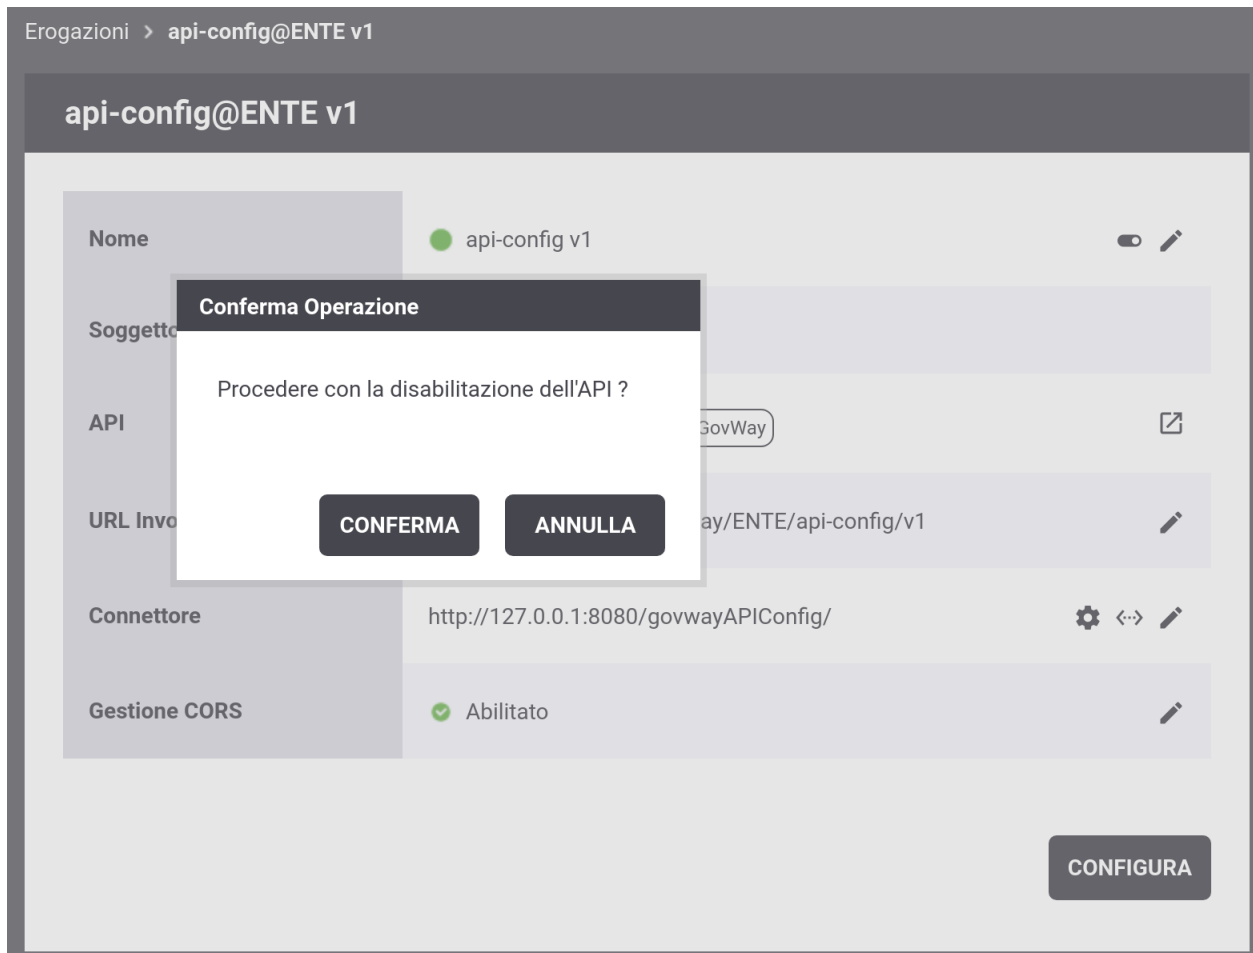 Erogazioni > api-config@ENTE v1
api-config@ENTE v1
Nome
api-config v1
Conferma Operazione
Soggetto
Procedere con la disabilitazione dell'API ?
API
GovWay
URL Invo
CONFERMA
ANNULLA
ay/ENTE/api-config/v1
Connettore
http://127.0.0.1:8080/govwayAPIConfig/
Gestione CORS
Abilitato
CONFIGURA